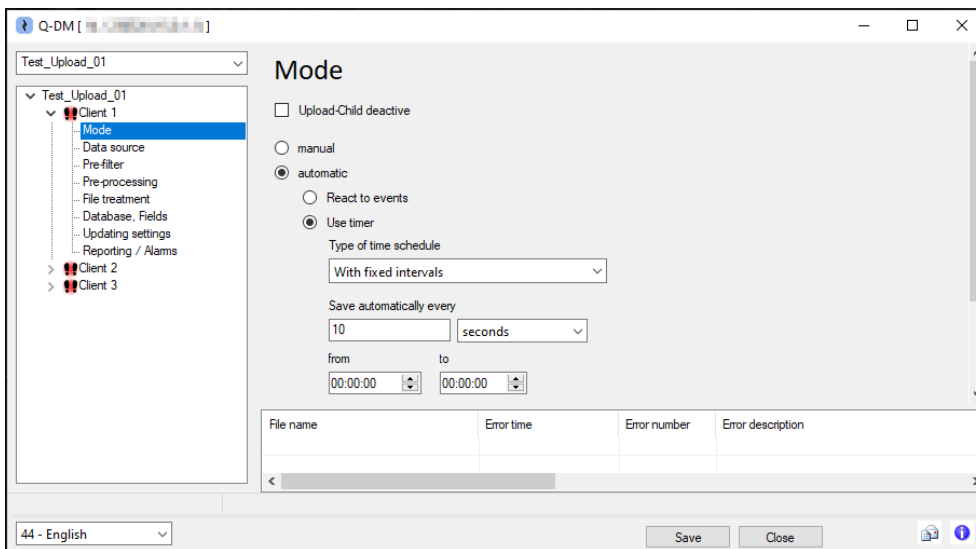 Q-DM [ ]
Test_Upload_01
Mode
Test_Upload_01
Client 1
Mode
Data source
Pre-filter
Pre-processing
File treatment
Database, Fields
Updating settings
Reporting / Alarms
Client 2
Client 3
Upload-Child deactive
manual
automatic
React to events
Use timer
Type of time schedule
With fixed intervals
Save automatically every
10 seconds
from to
00:00:00 00:00:00
File name Error time Error number Error description
44 - English Save Close